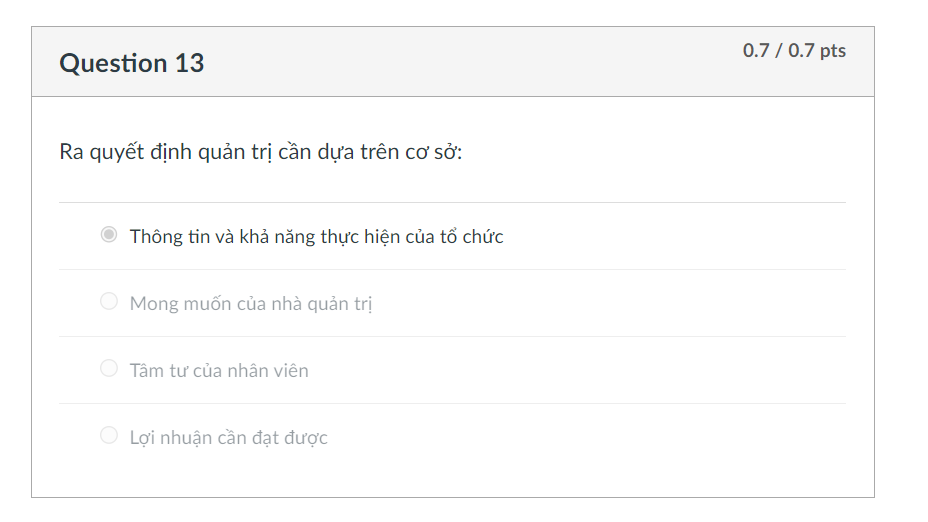 Question 13
0.7 / 0.7 pts
Ra quyết định quản trị cần dựa trên cơ sở:
Thông tin và khả năng thực hiện của tổ chức
Mong muốn của nhà quản trị
Tâm tư của nhân viên
Lợi nhuận cần đạt được